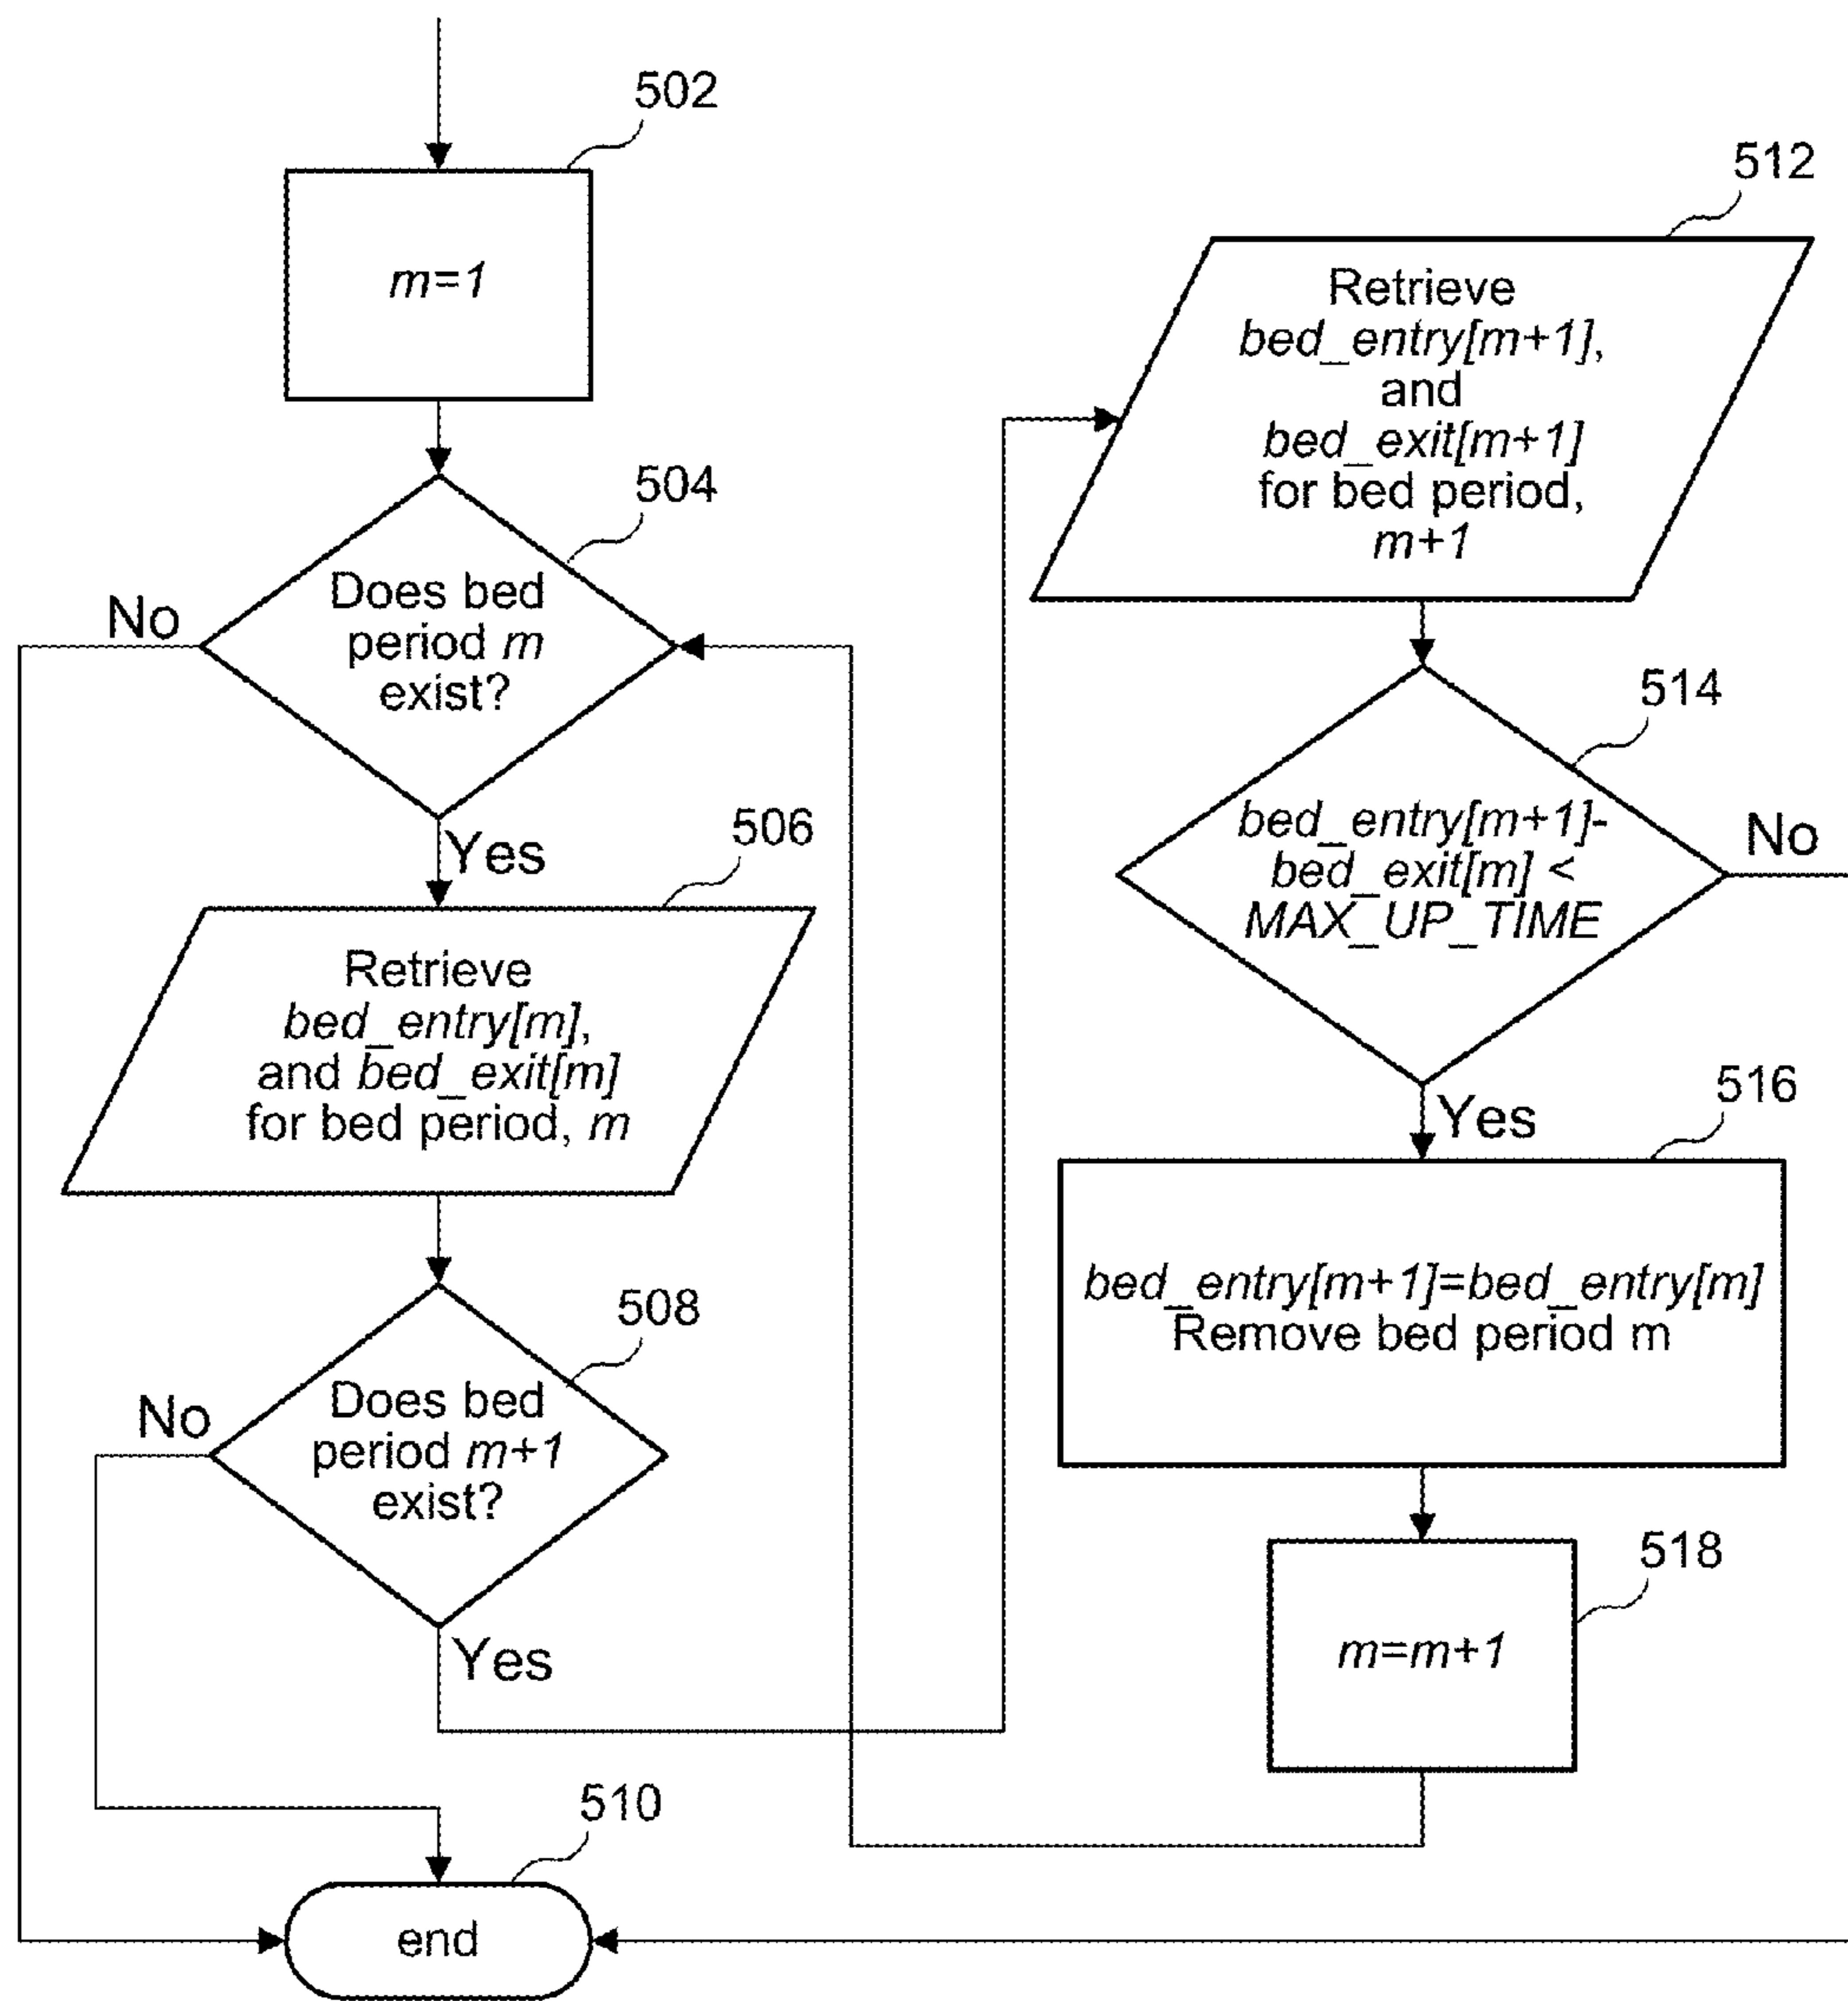 502
m=1
504
Does bed
period m
exist?
No
Yes
506
Retrieve
bed_entry[m],
and bed_exit[m]
for bed period, m
508
Does bed
period m+1
exist?
No
Yes
510
end
512
Retrieve
bed_entry[m+1],
and
bed_exit[m+1]
for bed period,
m+1
514
bed_entry[m+1]-
bed_exit[m] <
MAX_UP_TIME
No
Yes
516
bed_entry[m+1]=bed_entry[m]
Remove bed period m
518
m=m+1